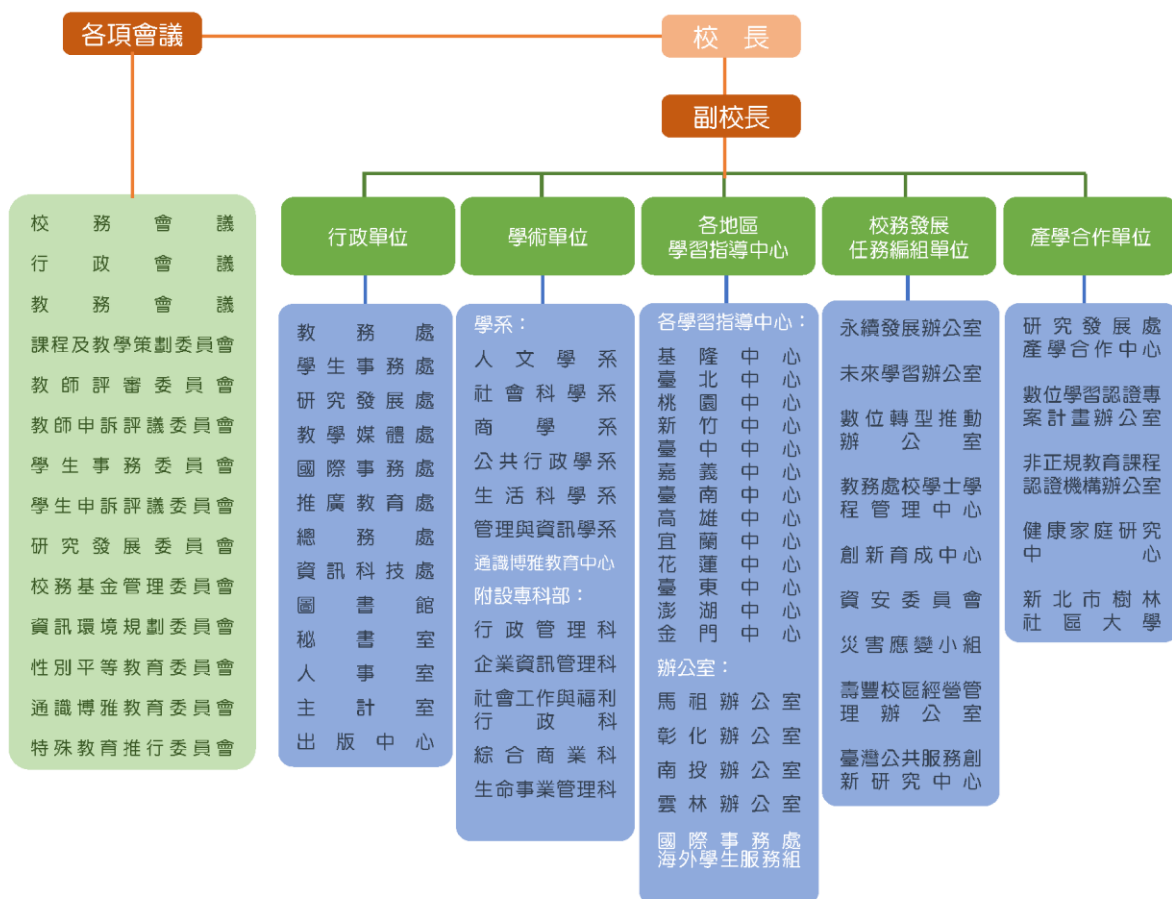 各項會議
校長
副校長
校務會議
行政會議
教務會議
課程及教學策劃委員會
教師評審委員會
教師申訴評議委員會
學生事務委員會
學生申訴評議委員會
研究發展委員會
校務基金管理委員會
資訊環境規劃委員會
性別平等教育委員會
通識博雅教育委員會
特殊教育推行委員會
行政單位
教務處
學生事務處
研究發展處
教學媒體處
國際事務處
推廣教育處
總務處
資訊科技處
圖書館
秘書室
人事室
主計室
出版中心
學術單位
學系：
人文學系
社會科學系
商學系
公共行政學系
生活科學系
管理與資訊學系
通識博雅教育中心
附設專科部：
行政管理科
企業資訊管理科
社會工作與福利
行政科
綜合商業科
生命事業管理科
各地區
學習指導中心
各學習指導中心：
基隆中心
臺北中心
桃園中心
新竹中心
臺中中心
嘉義中心
臺南中心
高雄中心
宜蘭中心
花蓮中心
臺東中心
澎湖中心
金門中心
辦公室：
馬祖辦公室
彰化辦公室
南投辦公室
雲林辦公室
國際事務處
海外學生服務組
校務發展
任務編組單位
永續發展辦公室
未來學習辦公室
數位轉型推動
辦公室
教務處校學士學
程管理中心
創新育成中心
資安委員會
災害應變小組
壽豐校區經營管
理辦公室
臺灣公共服務創
新研究中心
產學合作單位
研究發展處
產學合作中心
數位學習認證專
案計畫辦公室
非正規教育課程
認證機構辦公室
健康家庭研究
中心
新北市樹林
社區大學